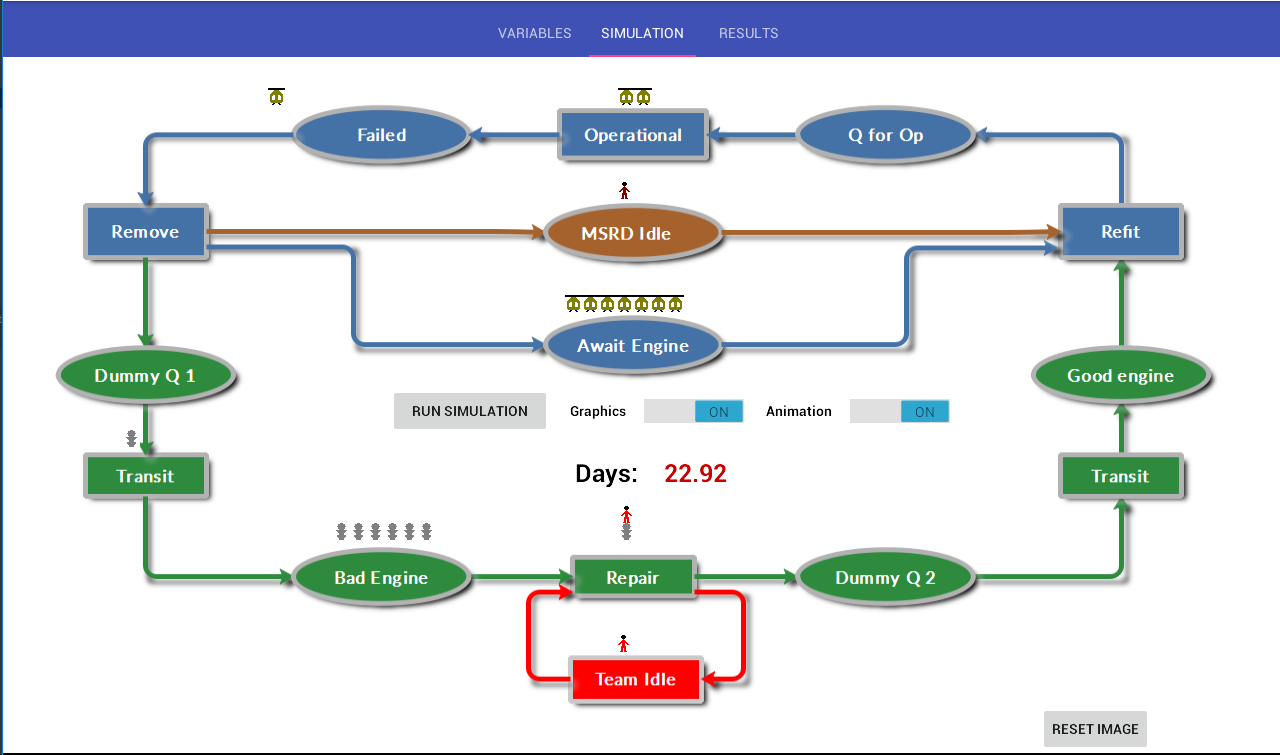 VARIABLES SIMULATION RESULTS
Failed Operational Q for Op
Remove MSRD Idle Refit
Await Engine
Dummy Q 1 Good engine
RUN SIMULATION Graphics ON Animation ON
Transit Days: 22.92 Transit
Bad Engine Repair Dummy Q 2
Team Idle
RESET IMAGE